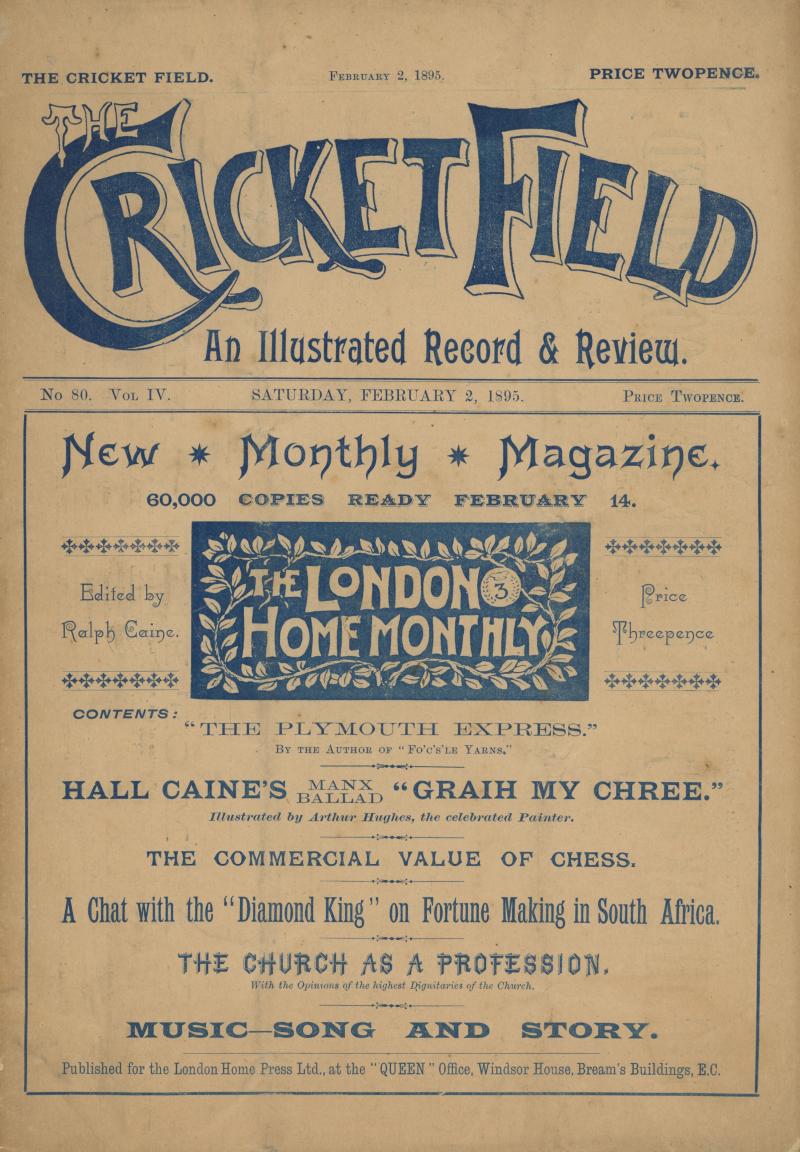 THE CRICKET FIELD. FEBRUARY 2, 1895. PRICE TWOPENCE.
THE CRICKET FIELD
An Illustrated Record & Review.
No 80. VOL IV. SATURDAY, FEBRUARY 2, 1895. PRICE TWOPENCE.
New * Monthly * Magazine.
60,000 COPIES READY FEBRUARY 14.
Edited by
Ralph Caine.
THE LONDON 3
HOME MONTHLY
Price
Threepence
CONTENTS:
"THE PLYMOUTH EXPRESS."
BY THE AUTHOR OF "FO'C'S'LE YARNS."
HALL CAINE'S MANX BALLAD "GRAIH MY CHREE."
Illustrated by Arthur Hughes, the celebrated Painter.
THE COMMERCIAL VALUE OF CHESS.
A Chat with the "Diamond King" on Fortune Making in South Africa.
THE CHURCH AS A PROFESSION.
With the Opinions of the highest Dignitaries of the Church.
MUSIC—SONG AND STORY.
Published for the London Home Press Ltd., at the "QUEEN" Office, Windsor House, Bream's Buildings, E.C.